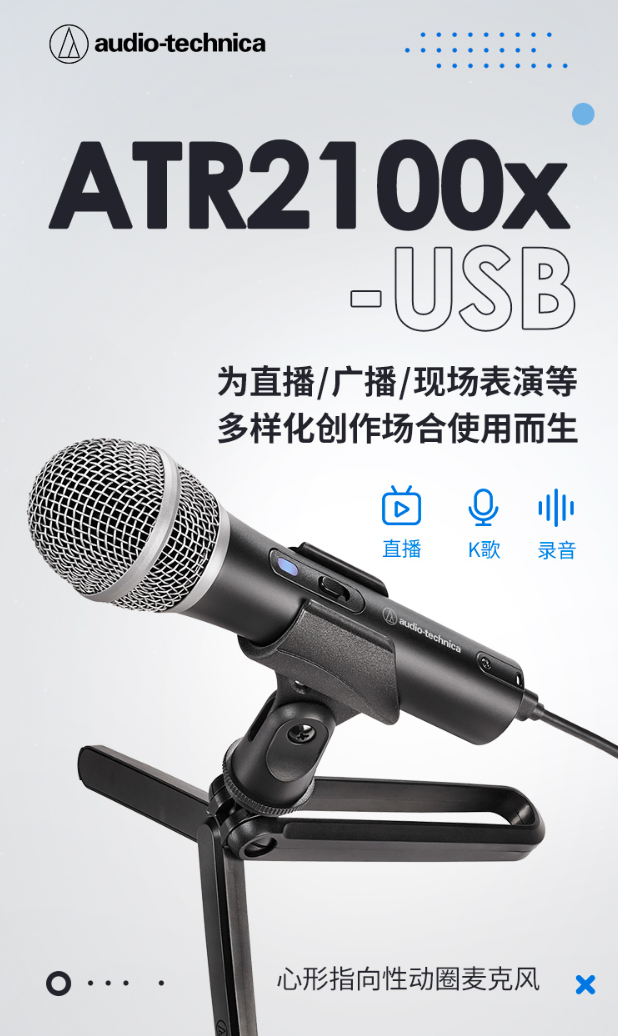 audio-technica
ATR2100x
-USB
为直播/广播/现场表演等
多样化创作场合使用而生
直播 K歌 录音
audio-technica
心形指向性动圈麦克风